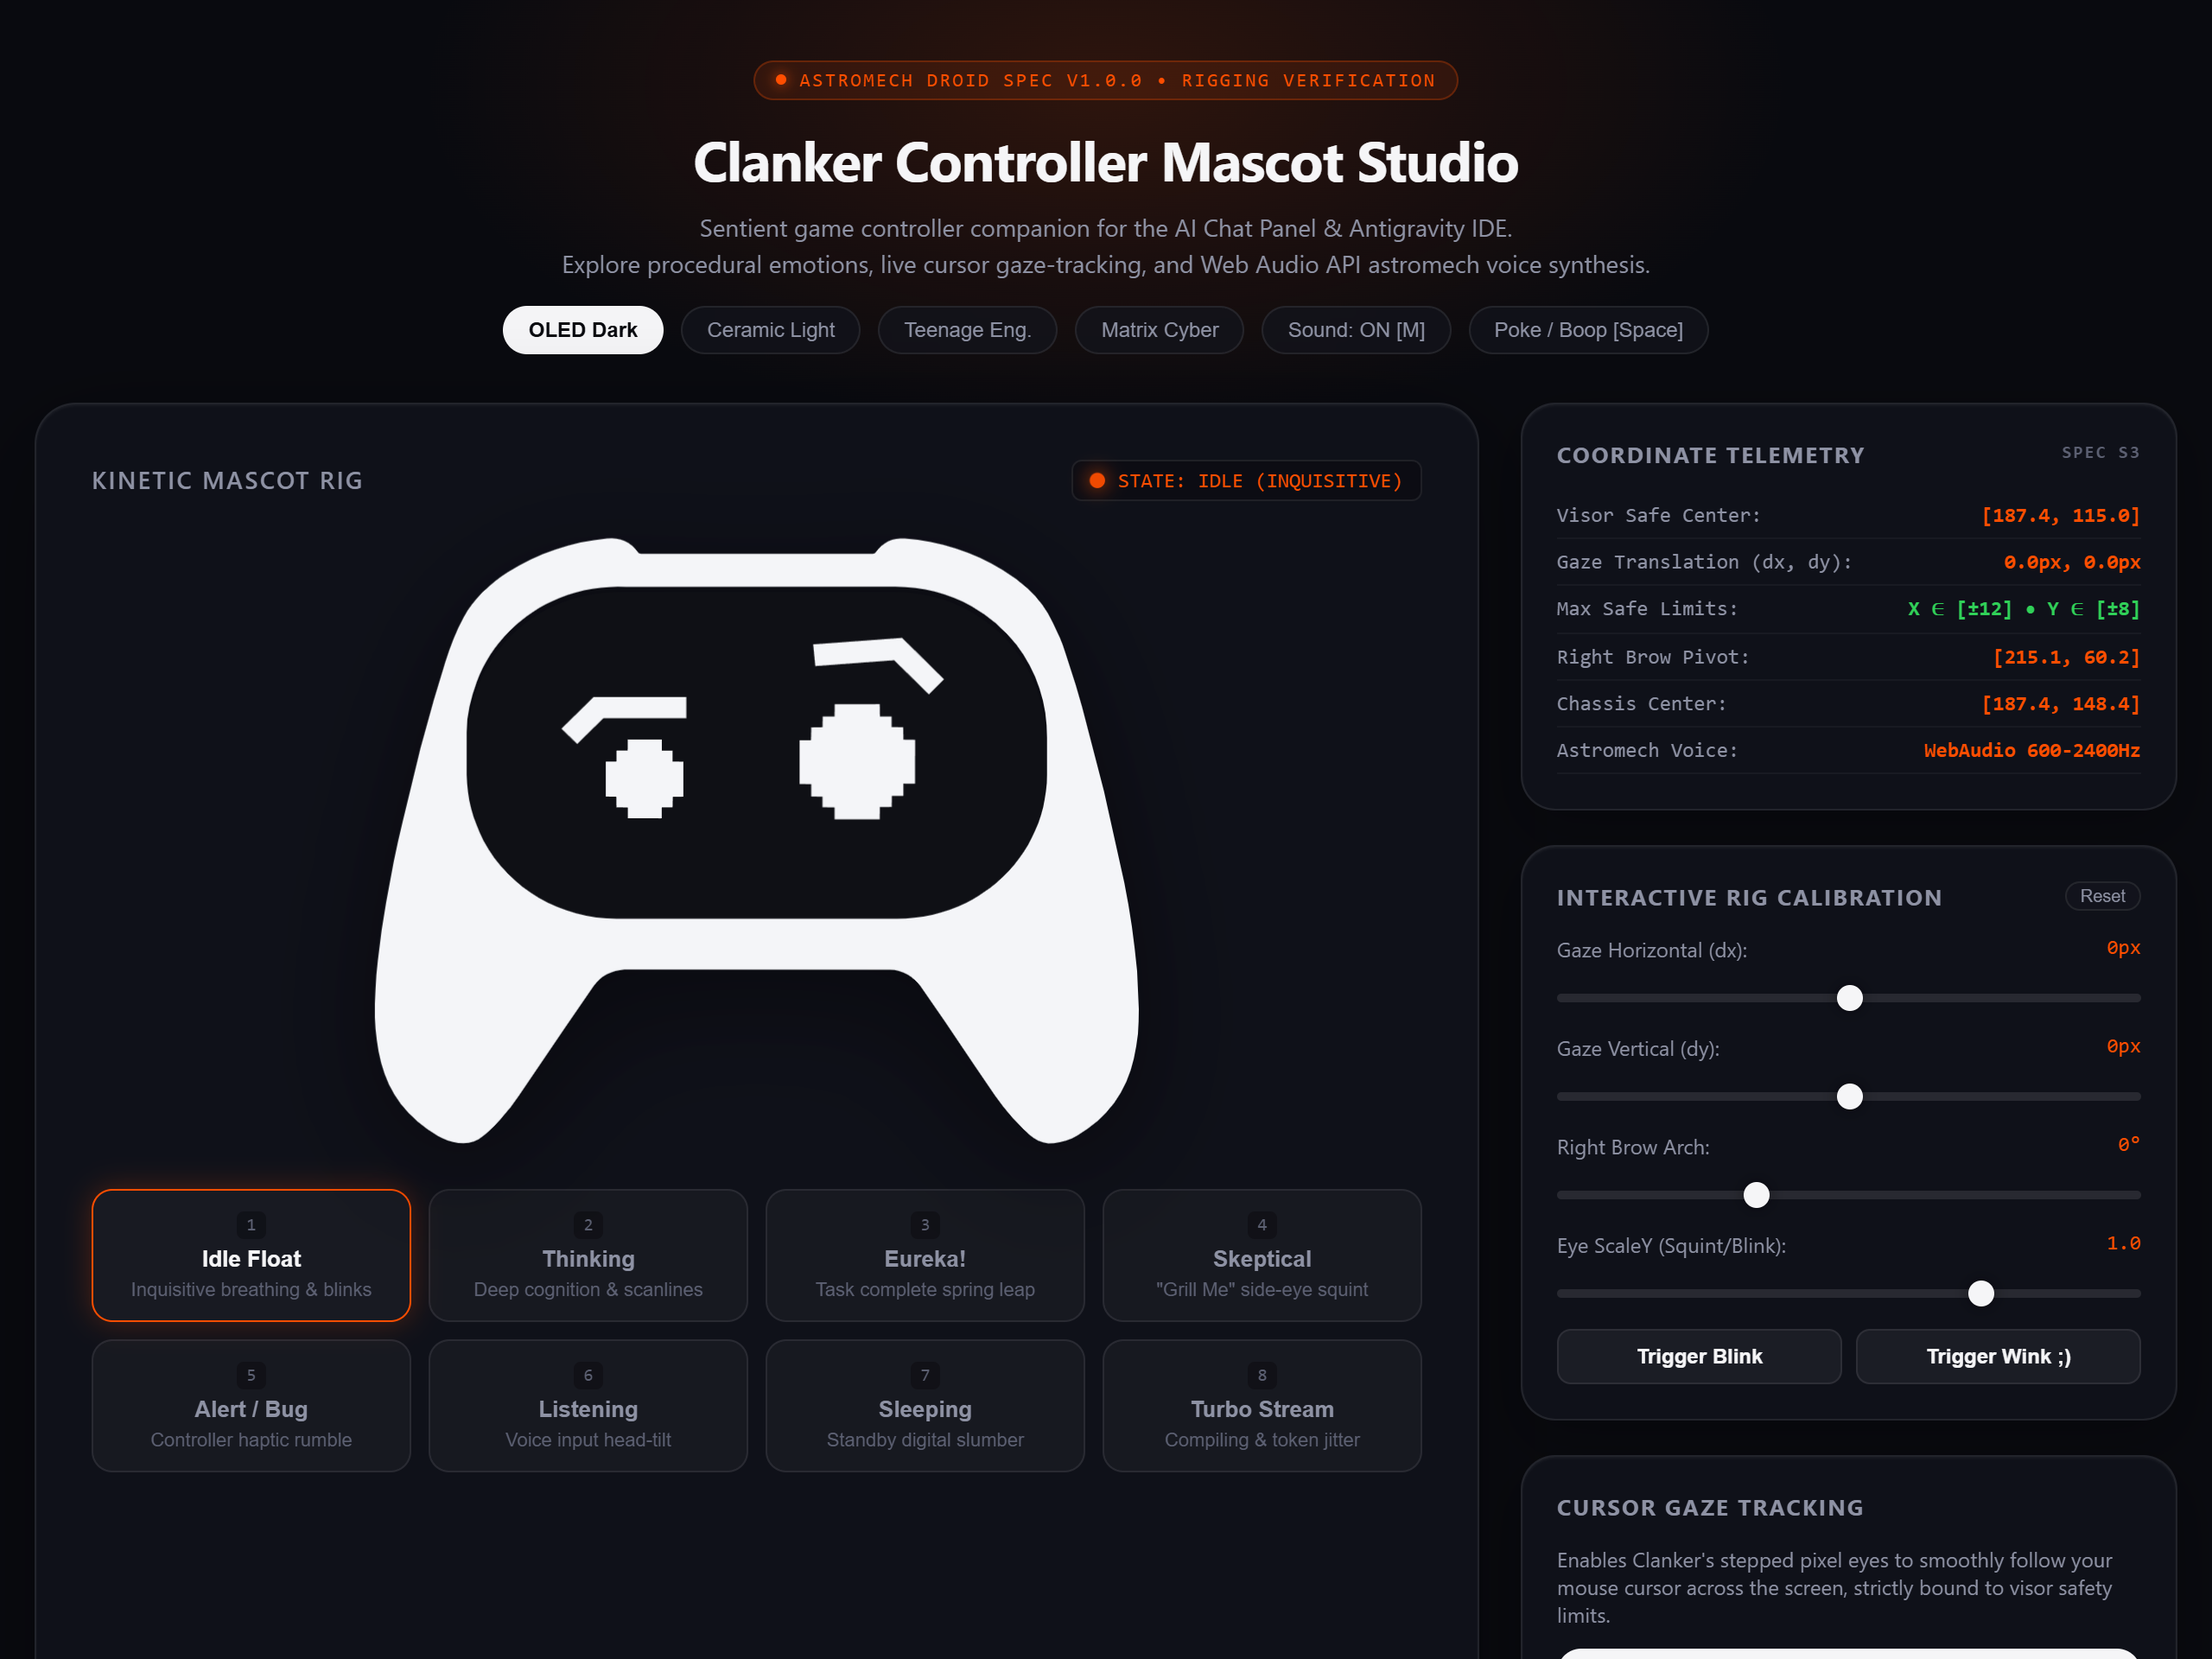 ASTROMECH DROID SPEC V1.0.0 • RIGGING VERIFICATION
Clanker Controller Mascot Studio
Sentient game controller companion for the AI Chat Panel & Antigravity IDE.
Explore procedural emotions, live cursor gaze-tracking, and Web Audio API astromech voice synthesis.
OLED Dark
Ceramic Light
Teenage Eng.
Matrix Cyber
Sound: ON [M]
Poke / Boop [Space]
KINETIC MASCOT RIG
STATE: IDLE (INQUISITIVE)
1
Idle Float
Inquisitive breathing & blinks
2
Thinking
Deep cognition & scanlines
3
Eureka!
Task complete spring leap
4
Skeptical
"Grill Me" side-eye squint
5
Alert / Bug
Controller haptic rumble
6
Listening
Voice input head-tilt
7
Sleeping
Standby digital slumber
8
Turbo Stream
Compiling & token jitter
COORDINATE TELEMETRY
SPEC S3
Visor Safe Center: [187.4, 115.0]
Gaze Translation (dx, dy): 0.0px, 0.0px
Max Safe Limits: X ∈ [±12] • Y ∈ [±8]
Right Brow Pivot: [215.1, 60.2]
Chassis Center: [187.4, 148.4]
Astromech Voice: WebAudio 600-2400Hz
INTERACTIVE RIG CALIBRATION
Reset
Gaze Horizontal (dx): 0px
Gaze Vertical (dy): 0px
Right Brow Arch: 0°
Eye ScaleY (Squint/Blink): 1.0
Trigger Blink
Trigger Wink ;)
CURSOR GAZE TRACKING
Enables Clanker's stepped pixel eyes to smoothly follow your
mouse cursor across the screen, strictly bound to visor safety
limits.